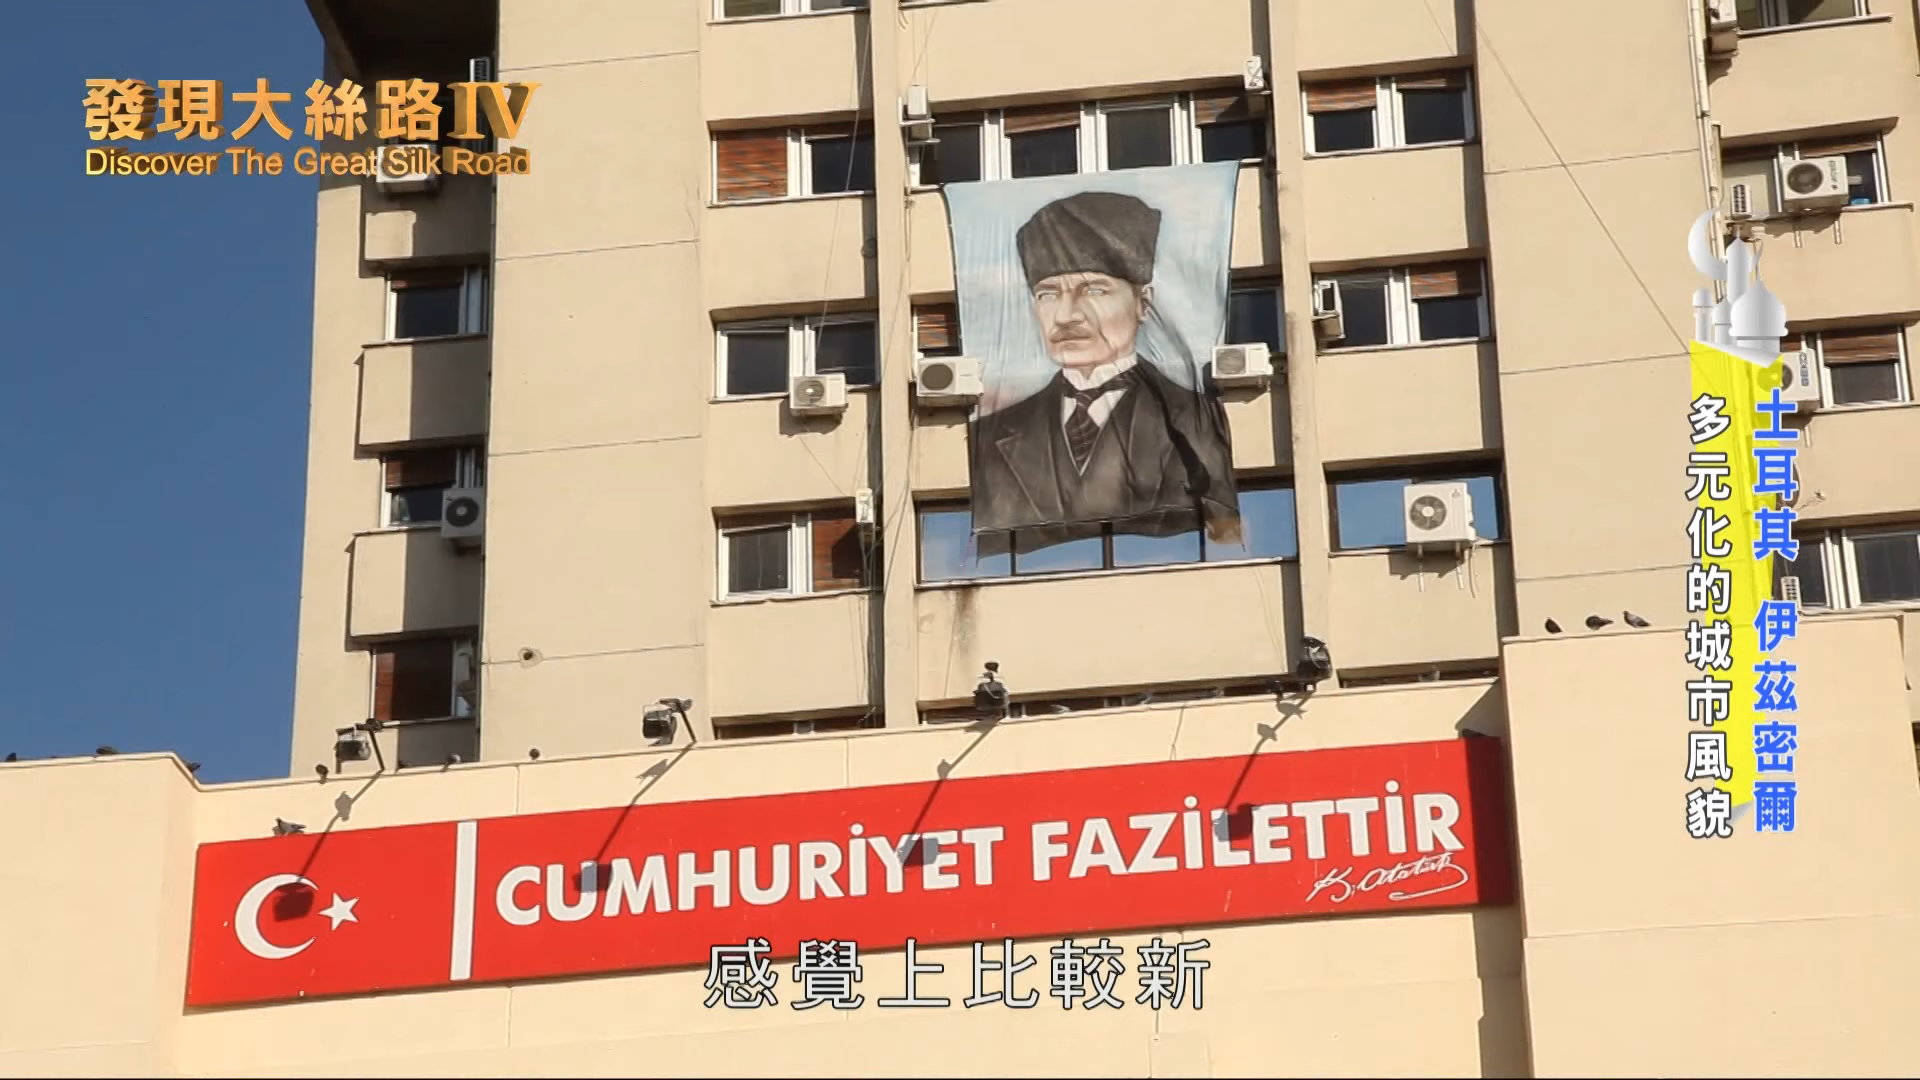 發現大絲路IV
Discover The Great Silk Road
土耳其 伊茲密爾
多元化的城市風貌
CUMHURİYET FAZİLETTİR
K. Atatürk
感覺上比較新